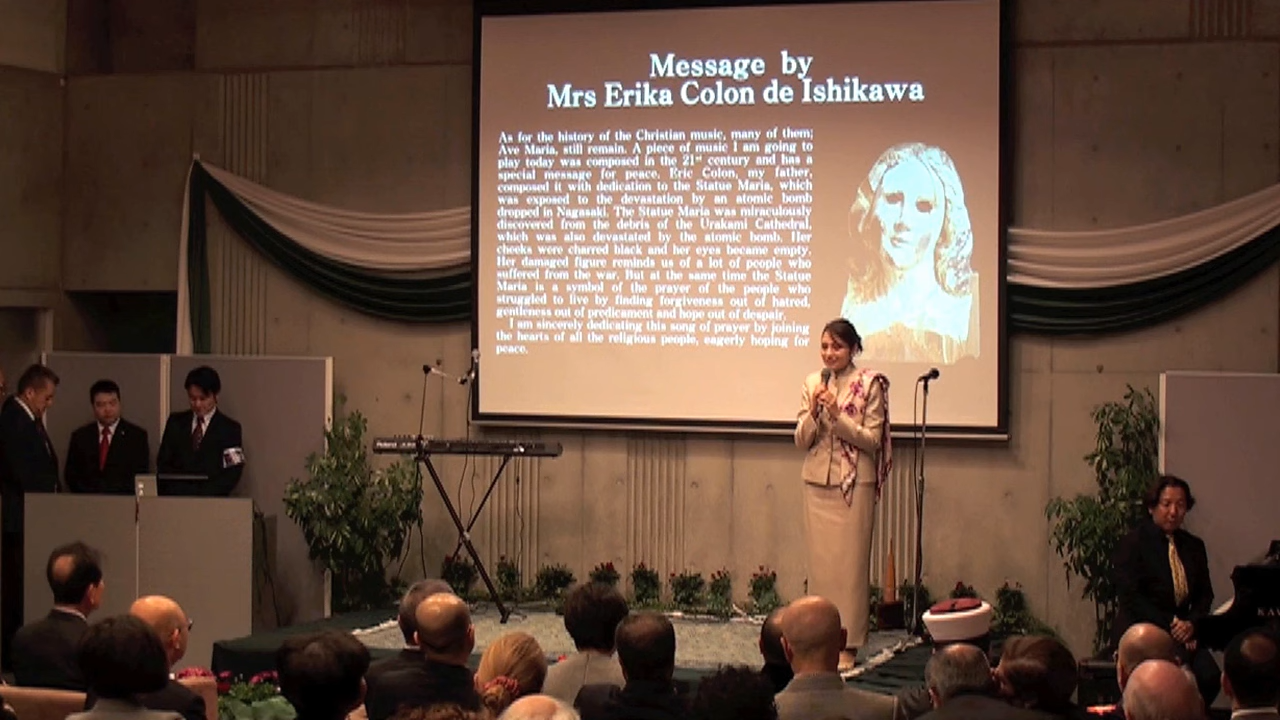 Message by
Mrs Erika Colon de Ishikawa
As for the history of the Christian music, many of them;
Ave Maria, still remain. A piece of music I am going to
play today was composed in the 21st century and has a
special message for peace. Eric Colon, my father,
composed it with dedication to the Statue Maria, which
was exposed to the devastation by an atomic bomb
dropped in Nagasaki. The Statue Maria was miraculously
discovered from the debris of the Urakami Cathedral,
which was also devastated by the atomic bomb. Her
cheeks were charred black and her eyes became empty.
Her damaged figure reminds us of a lot of people who
suffered from the war. But at the same time the Statue
Maria is a symbol of the prayer of the people who
struggled to live by finding forgiveness out of hatred,
gentleness out of predicament and hope out of despair.
I am sincerely dedicating this song of prayer by joining
the hearts of all the religious people, eagerly hoping for
peace.
Roland